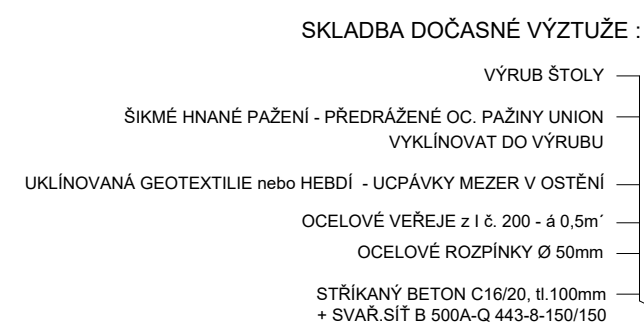 SKLADBA DOČASNÉ VÝZTUŽE :
VÝRUB ŠTOLY
ŠIKMÉ HNANÉ PAŽENÍ - PŘEDRÁŽENÉ OC. PAŽINY UNION
VYKLÍNOVAT DO VÝRUBU
UKLÍNOVANÁ GEOTEXTILIE nebo HEBDÍ - UCPÁVKY MEZER V OSTĚNÍ
OCELOVÉ VEŘEJE z I č. 200 - á 0,5m´
OCELOVÉ ROZPÍNKY Ø 50mm
STŘÍKANÝ BETON C16/20, tl.100mm
+ SVAŘ.SÍŤ B 500A-Q 443-8-150/150